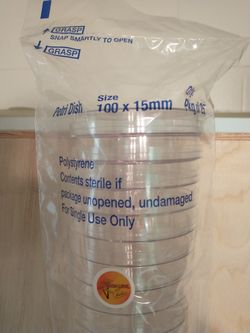 GRASP
SNAP SMARTLY TO OPEN
GRASP
Petri Dish
Size
100 x 15mm
Polystyrene
Contents sterile if
package unopened, undamaged
For Single Use Only